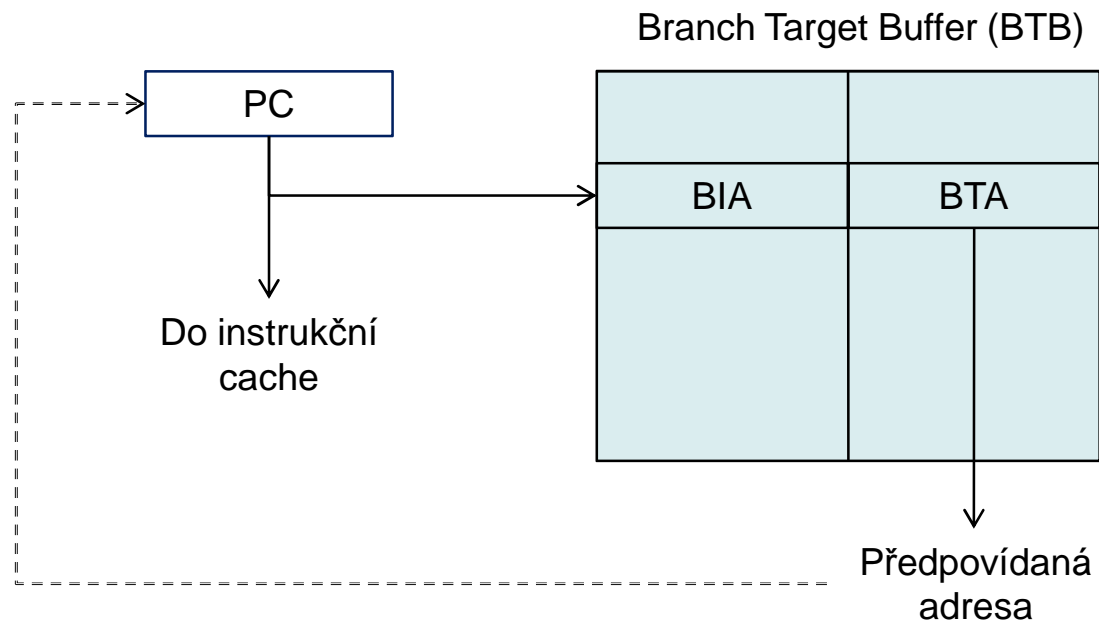 Branch Target Buffer (BTB)
PC
BIA
BTA
Do instrukční
cache
Předpovídaná
adresa